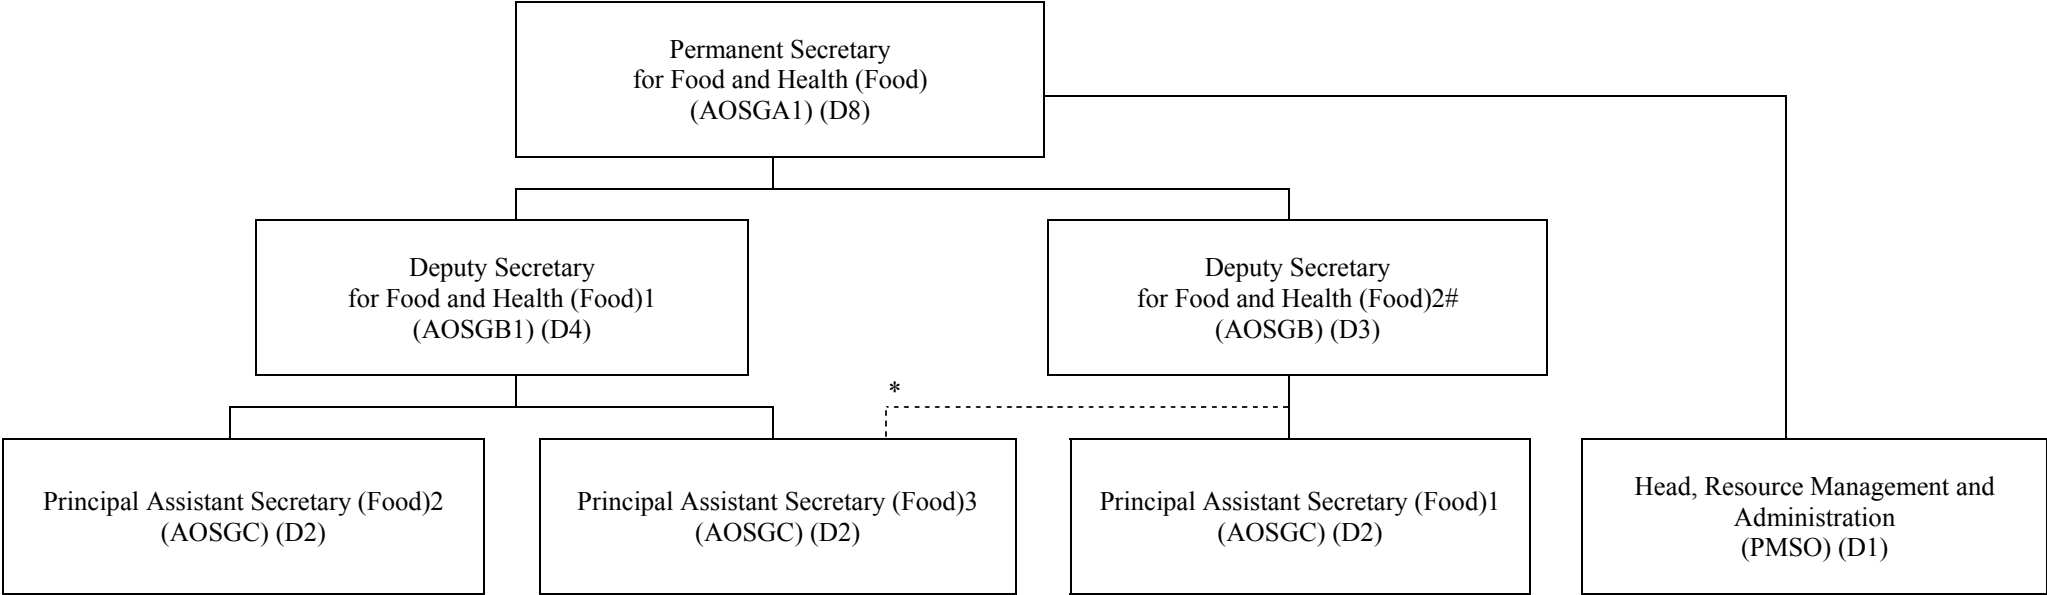 Permanent Secretary
for Food and Health (Food)
(AOSGA1) (D8)
Deputy Secretary
for Food and Health (Food)1
(AOSGB1) (D4)
Deputy Secretary
for Food and Health (Food)2#
(AOSGB) (D3)
*
Principal Assistant Secretary (Food)2
(AOSGC) (D2)
Principal Assistant Secretary (Food)3
(AOSGC) (D2)
Principal Assistant Secretary (Food)1
(AOSGC) (D2)
Head, Resource Management and
Administration
(PMSO) (D1)